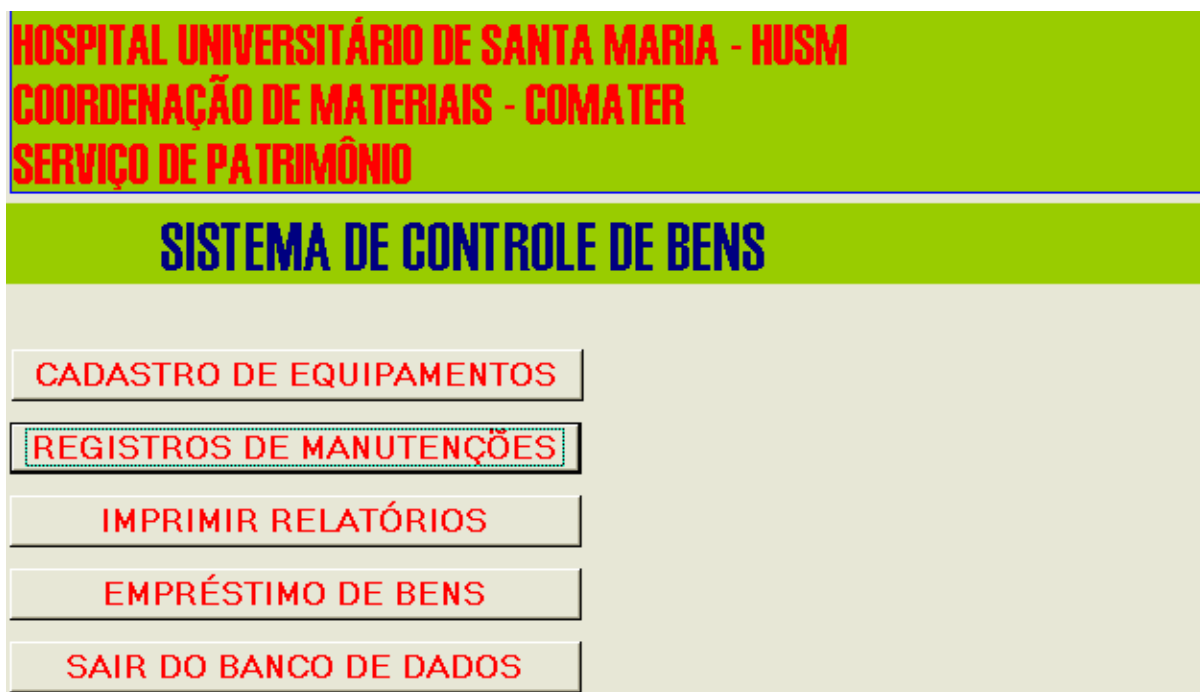 HOSPITAL UNIVERSITÁRIO DE SANTA MARIA - HUSM
COORDENAÇÃO DE MATERIAIS - COMATER
SERVIÇO DE PATRIMÔNIO
SISTEMA DE CONTROLE DE BENS
CADASTRO DE EQUIPAMENTOS
REGISTROS DE MANUTENÇÕES
IMPRIMIR RELATÓRIOS
EMPRÉSTIMO DE BENS
SAIR DO BANCO DE DADOS